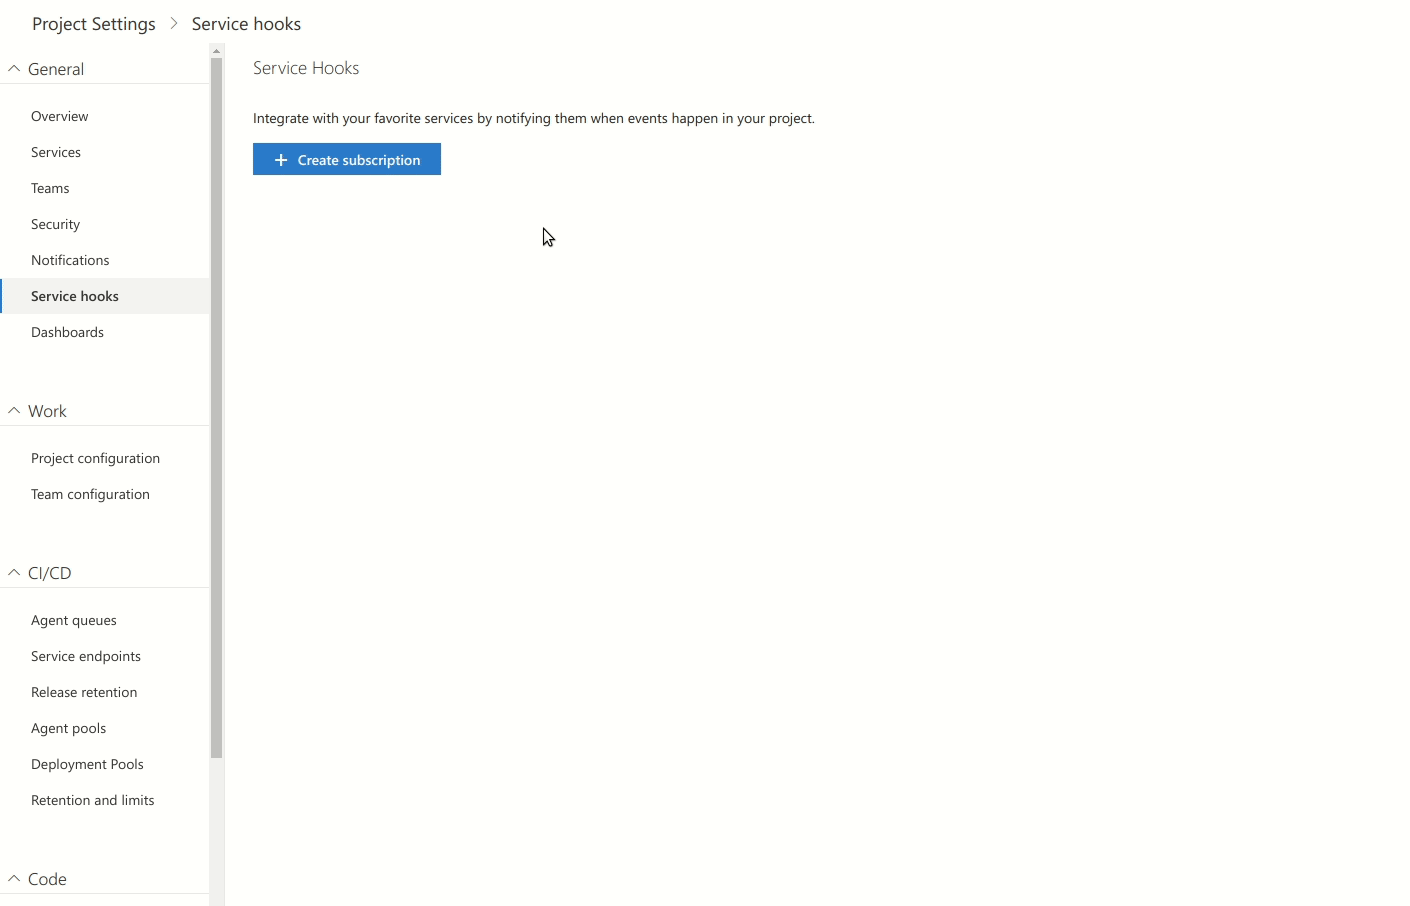 Project Settings > Service hooks
General
Overview
Services
Teams
Security
Notifications
Service hooks
Dashboards
Work
Project configuration
Team configuration
CI/CD
Agent queues
Service endpoints
Release retention
Agent pools
Deployment Pools
Retention and limits
Code
Service Hooks
Integrate with your favorite services by notifying them when events happen in your project.
+ Create subscription